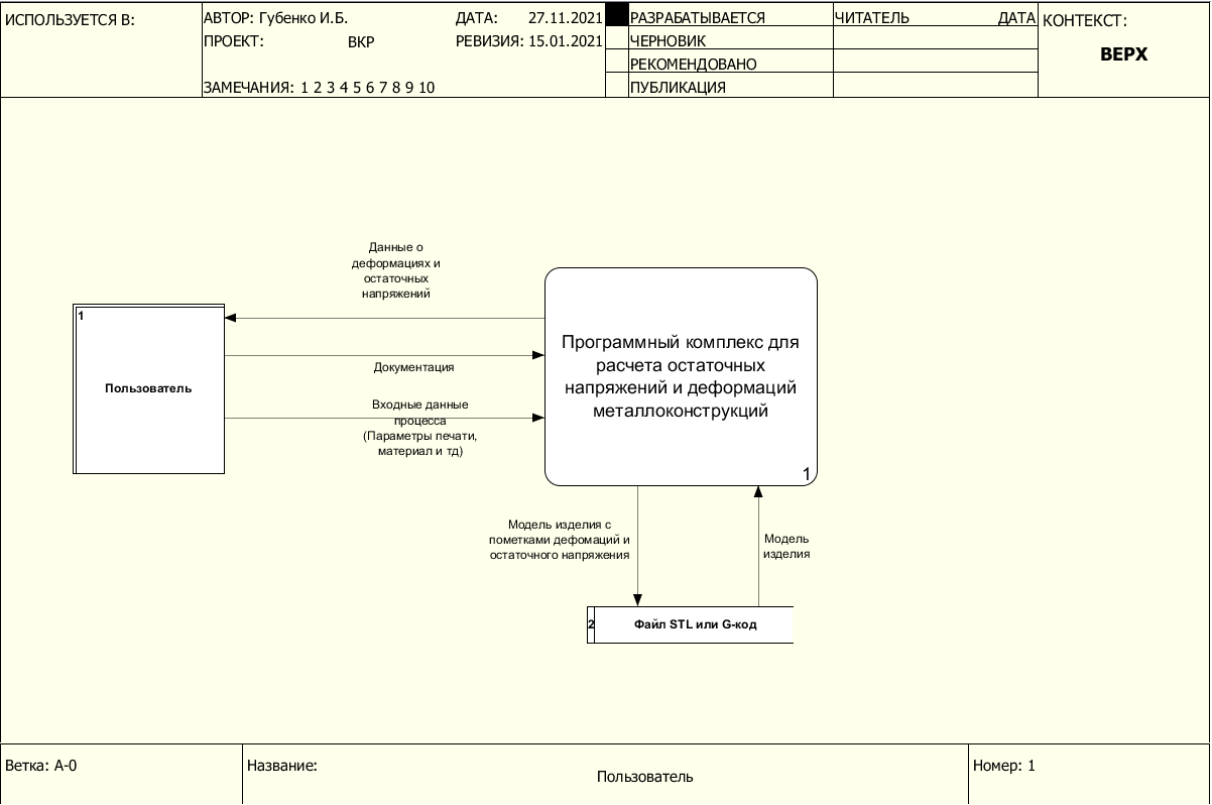 ИСПОЛЬЗУЕТСЯ В:
АВТОР: Губенко И.Б.
ДАТА: 27.11.2021
ПРОЕКТ: ВКР
РЕВИЗИЯ: 15.01.2021
ЗАМЕЧАНИЯ: 1 2 3 4 5 6 7 8 9 10
РАЗРАБАТЫВАЕТСЯ
ЧЕРНОВИК
РЕКОМЕНДОВАНО
ПУБЛИКАЦИЯ
ЧИТАТЕЛЬ
ДАТА
КОНТЕКСТ:
ВЕРХ
Данные о
деформациях и
остаточных
напряжений
1
Пользователь
Документация
Входные данные
процесса
(Параметры печати,
материал и тд)
Программный комплекс для
расчета остаточных
напряжений и деформаций
металлоконструкций
1
Модель изделия с
пометками дефомаций и
остаточного напряжения
Модель
изделия
2
Файл STL или G-код
Ветка: A-0
Название:
Пользователь
Номер: 1